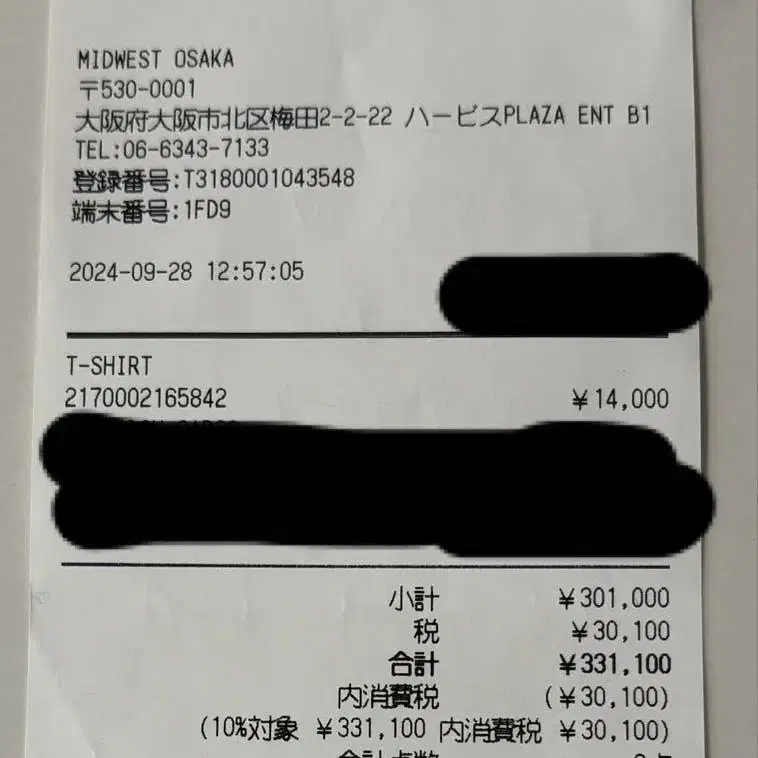 MIDWEST OSAKA
〒530-0001
大阪府大阪市北区梅田2-2-22 ハービスPLAZA ENT B1
TEL:06-6343-7133
登録番号:T3180001043548
端末番号:1FD9
2024-09-28 12:57:05
T-SHIRT
2170002165842 ¥14,000
小計 ¥301,000
税 ¥30,100
合計 ¥331,100
内消費税 (¥30,100)
(10%対象 ¥331,100 内消費税 ¥30,100)